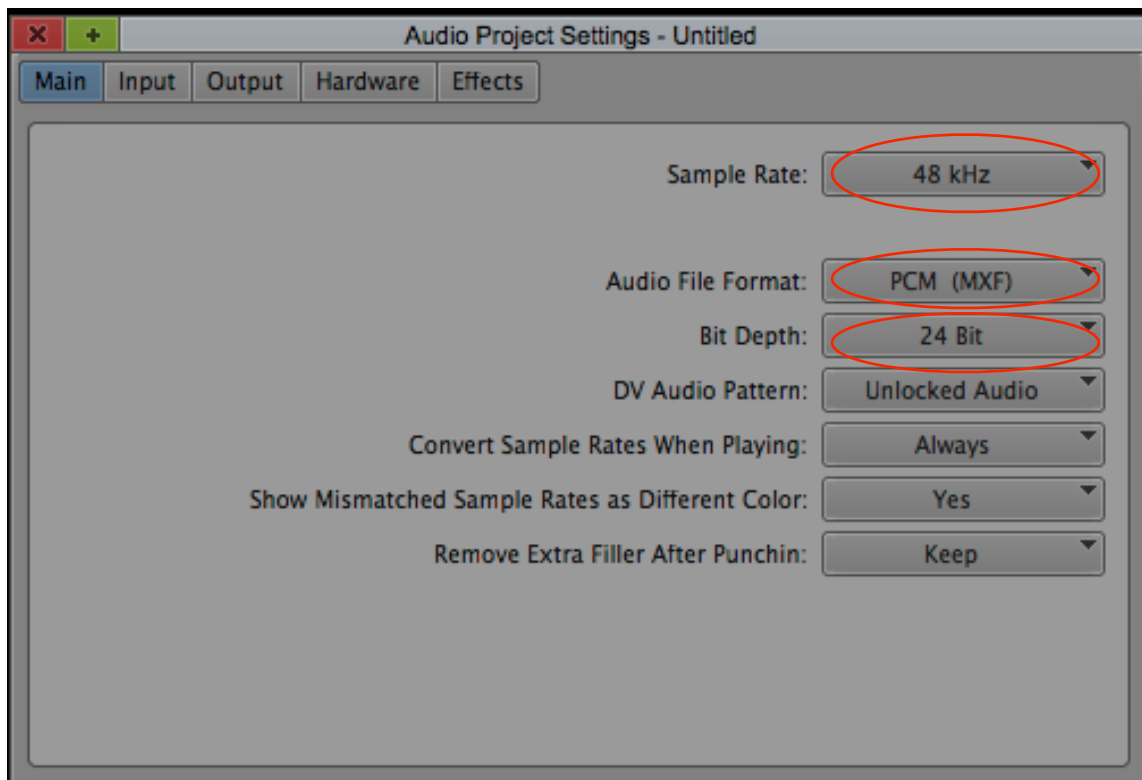 Audio Project Settings - Untitled
Main Input Output Hardware Effects
Sample Rate: 48 kHz
Audio File Format: PCM (MXF)
Bit Depth: 24 Bit
DV Audio Pattern: Unlocked Audio
Convert Sample Rates When Playing: Always
Show Mismatched Sample Rates as Different Color: Yes
Remove Extra Filler After Punchin: Keep